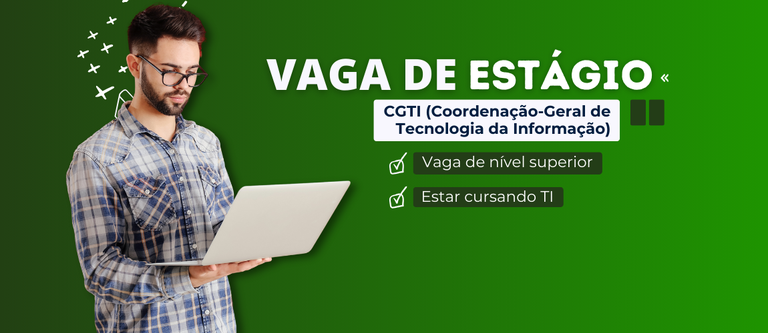 VAGA DE ESTÁGIO «
CGTI (Coordenação-Geral de
Tecnologia da Informação)
Vaga de nível superior
Estar cursando TI